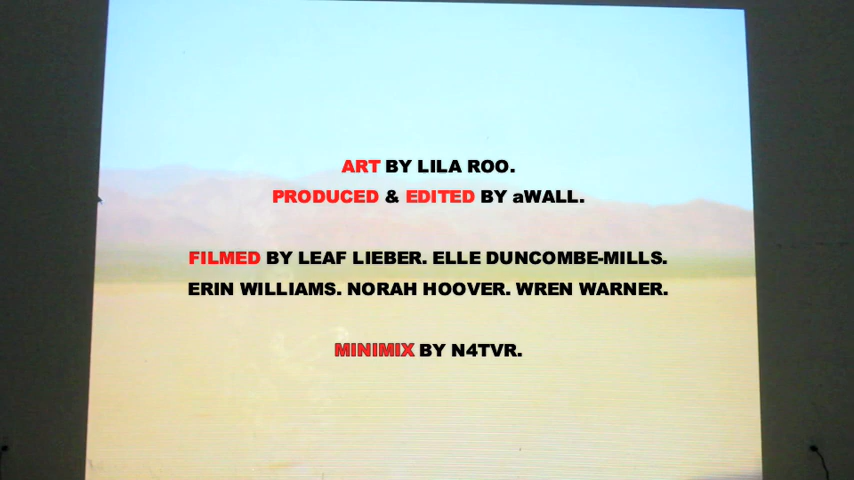 ART BY LILA ROO.
PRODUCED & EDITED BY aWALL.
FILMED BY LEAF LIEBER. ELLE DUNCOMBE-MILLS.
ERIN WILLIAMS. NORAH HOOVER. WREN WARNER.
MINIMIX BY N4TVR.